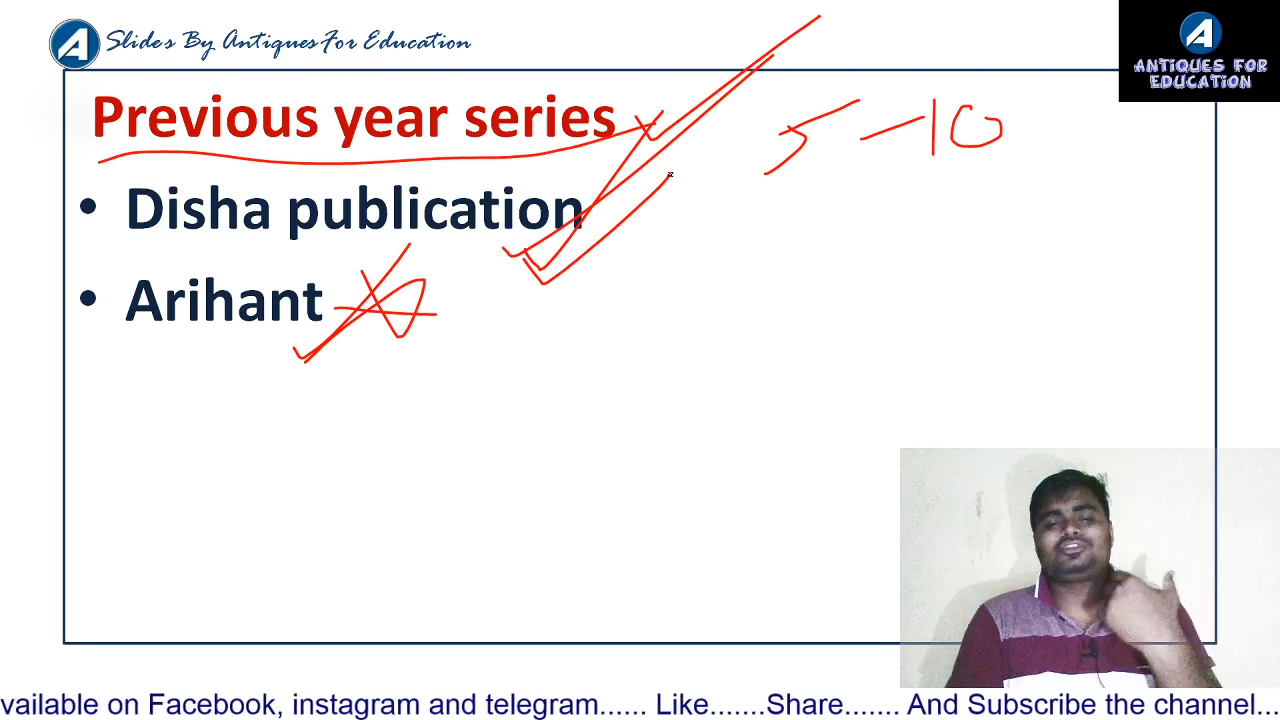 A Slides By Antiques For Education
A
ANTIQUES FOR
EDUCATION
Previous year series
5-10
• Disha publication
• Arihant
vailable on Facebook, instagram and telegram...... Like.......Share....... And Subscribe the channel...